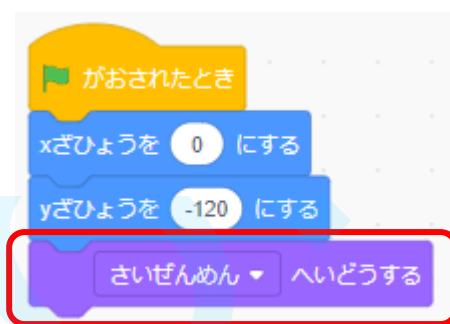 がおされたとき
xざひょうを 0 にする
yざひょうを -120 にする
さいぜんめん へいどうする